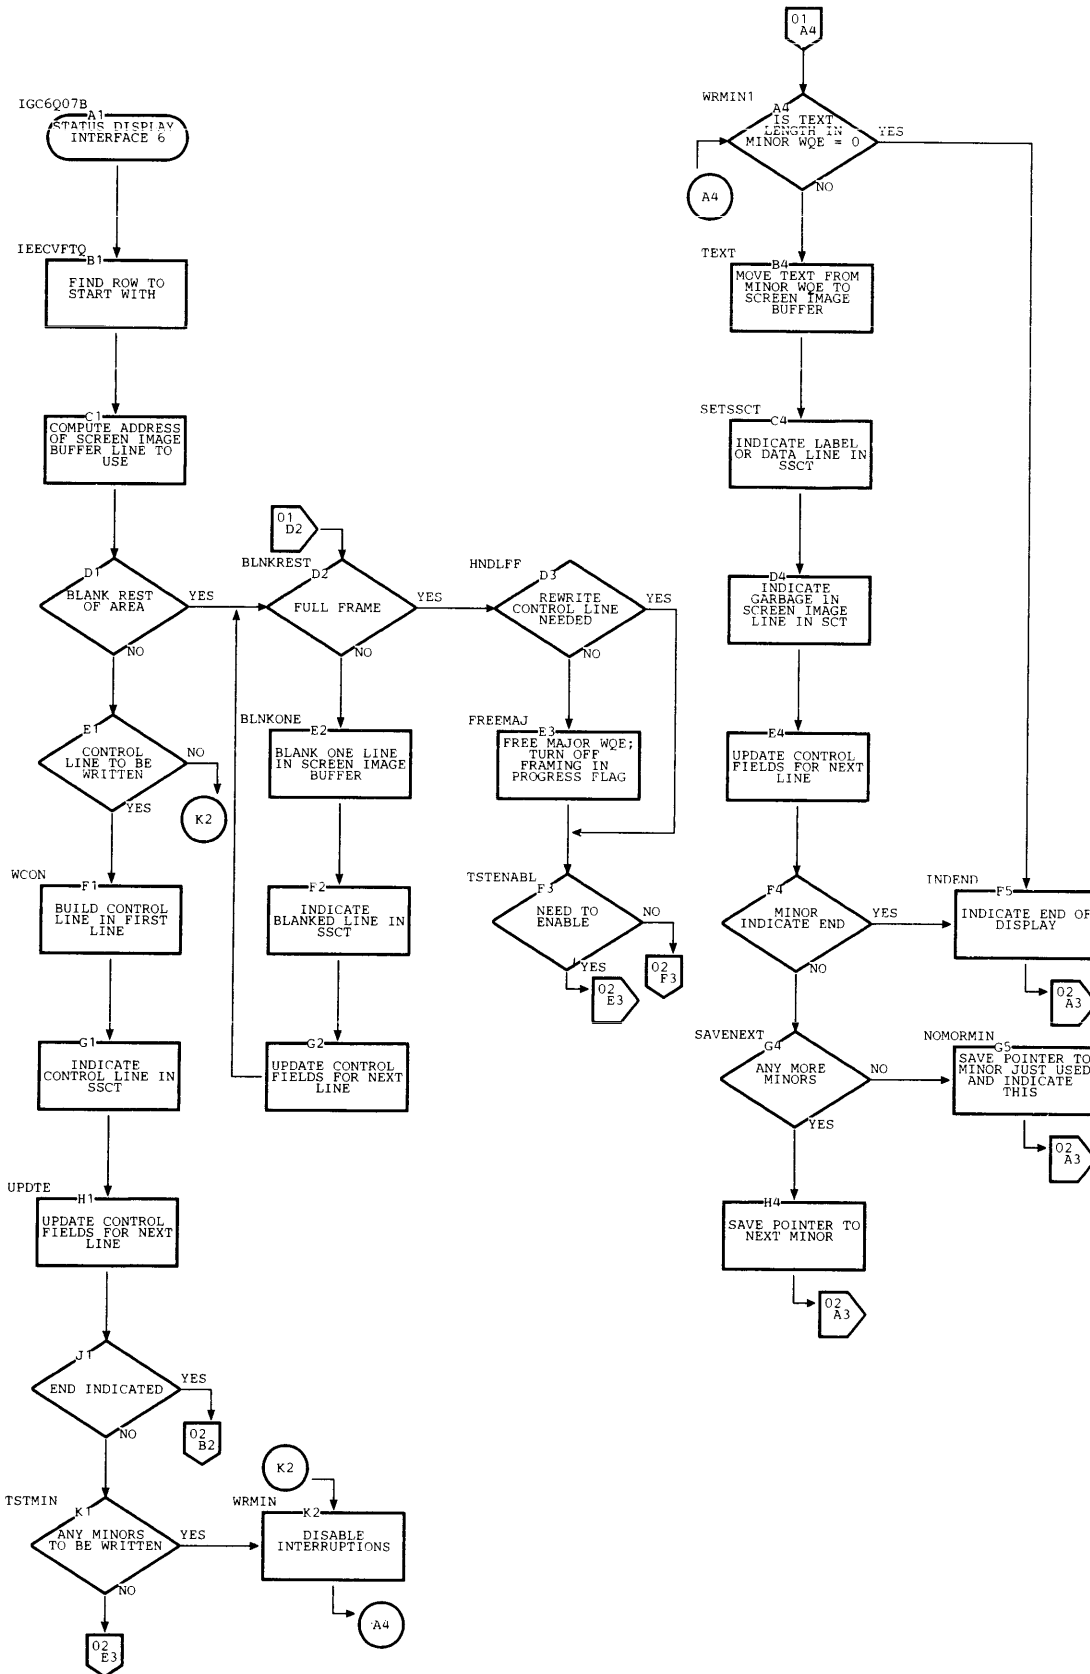 IGC6Q07B
A1
STATUS DISPLAY
INTERFACE 6
IEECVFTQ
B1
FIND ROW TO
START WITH
C1
COMPUTE ADDRESS
OF SCREEN IMAGE
BUFFER LINE TO
USE
D1
BLANK REST
OF AREA
YES
NO
E1
CONTROL
LINE TO BE
WRITTEN
NO
YES
K2
WCON
F1
BUILD CONTROL
LINE IN FIRST
LINE
G1
INDICATE
CONTROL LINE IN
SSCT
UPDTE
H1
UPDATE CONTROL
FIELDS FOR NEXT
LINE
J1
END INDICATED
YES
NO
02
B2
TSTMIN
K1
ANY MINORS
TO BE WRITTEN
YES
NO
02
E3
01
D2
BLNKREST
D2
FULL FRAME
YES
NO
BLNKONE
E2
BLANK ONE LINE
IN SCREEN IMAGE
BUFFER
F2
INDICATE
BLANKED LINE IN
SSCT
G2
UPDATE CONTROL
FIELDS FOR NEXT
LINE
K2
WRMIN
K2
DISABLE
INTERRUPTIONS
A4
HNDLFF
D3
REWRITE
CONTROL LINE
NEEDED
YES
NO
FREEMAJ
E3
FREE MAJOR WQE;
TURN OFF
FRAMING IN
PROGRESS FLAG
TSTENABL
F3
NEED TO
ENABLE
NO
YES
02
F3
02
E3
01
A4
WRMIN1
A4
IS TEXT
LENGTH IN
MINOR WQE = 0
YES
NO
A4
TEXT
B4
MOVE TEXT FROM
MINOR WQE TO
SCREEN IMAGE
BUFFER
SETSSCT
C4
INDICATE LABEL
OR DATA LINE IN
SSCT
D4
INDICATE
GARBAGE IN
SCREEN IMAGE
LINE IN SCT
E4
UPDATE CONTROL
FIELDS FOR NEXT
LINE
F4
MINOR
INDICATE END
YES
NO
SAVENEXT
G4
ANY MORE
MINORS
NO
YES
H4
SAVE POINTER TO
NEXT MINOR
02
A3
INDEND
F5
INDICATE END OF
DISPLAY
02
A3
NOMORMIN
G5
SAVE POINTER TO
MINOR JUST USED
AND INDICATE
THIS
02
A3